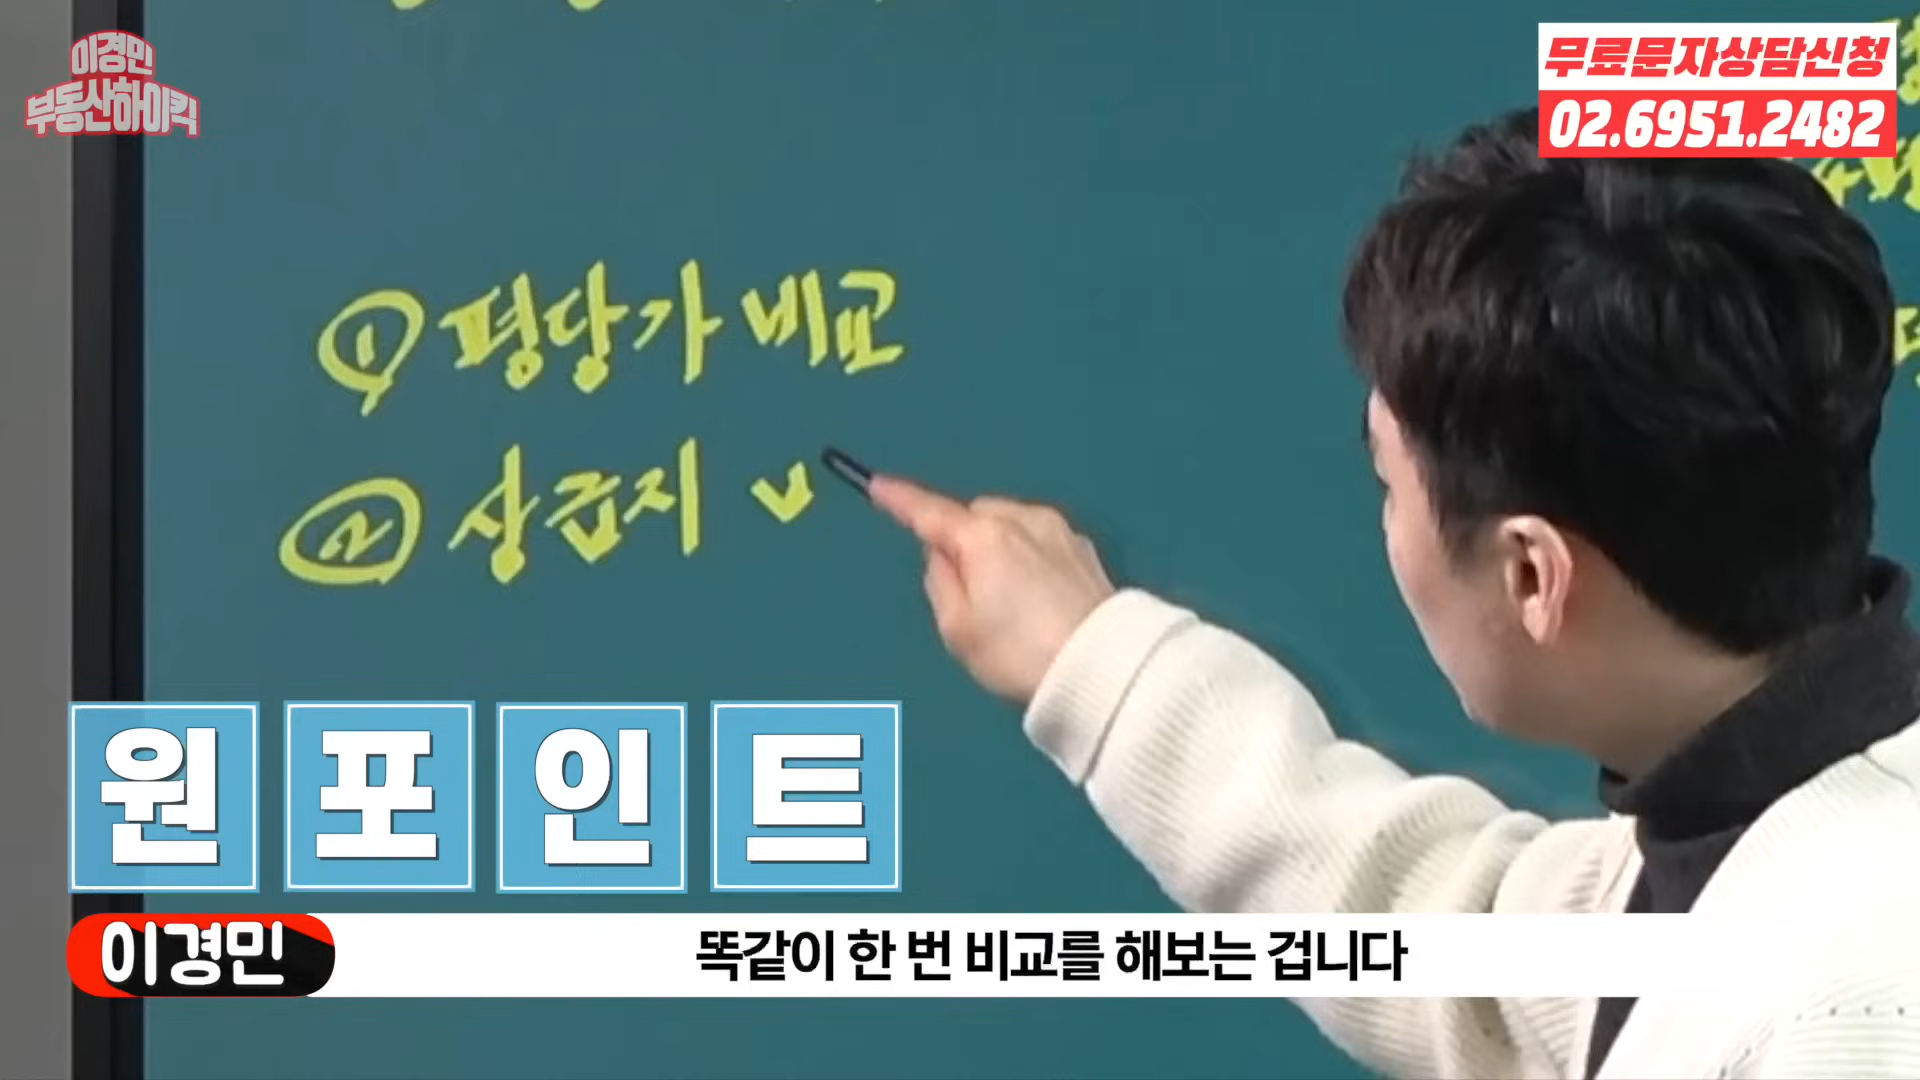 이경민
부동산하이킥
무료문자상담신청
02.6951.2482
① 평당가 비교
② 상급지 v
원포인트
이경민
똑같이 한 번 비교를 해보는 겁니다